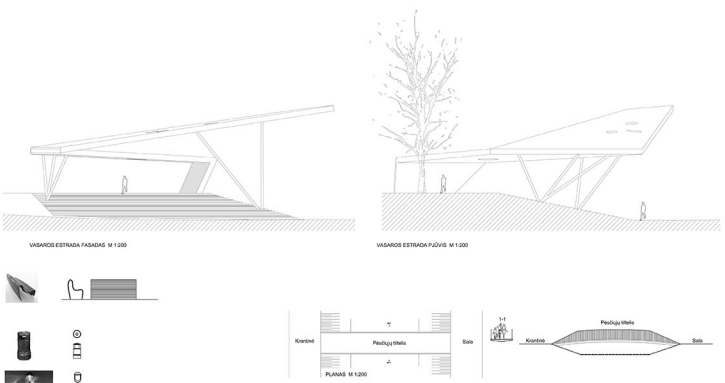 VASAROS ESTRADA FASADAS M 1:200
VASAROS ESTRADA PJŪVIS M 1:200
Krantinė
Pėsčiųjų tiltelis
Sala
PLANAS M 1:200
1-1
Pėsčiųjų tiltelis
Krantinė
Sala